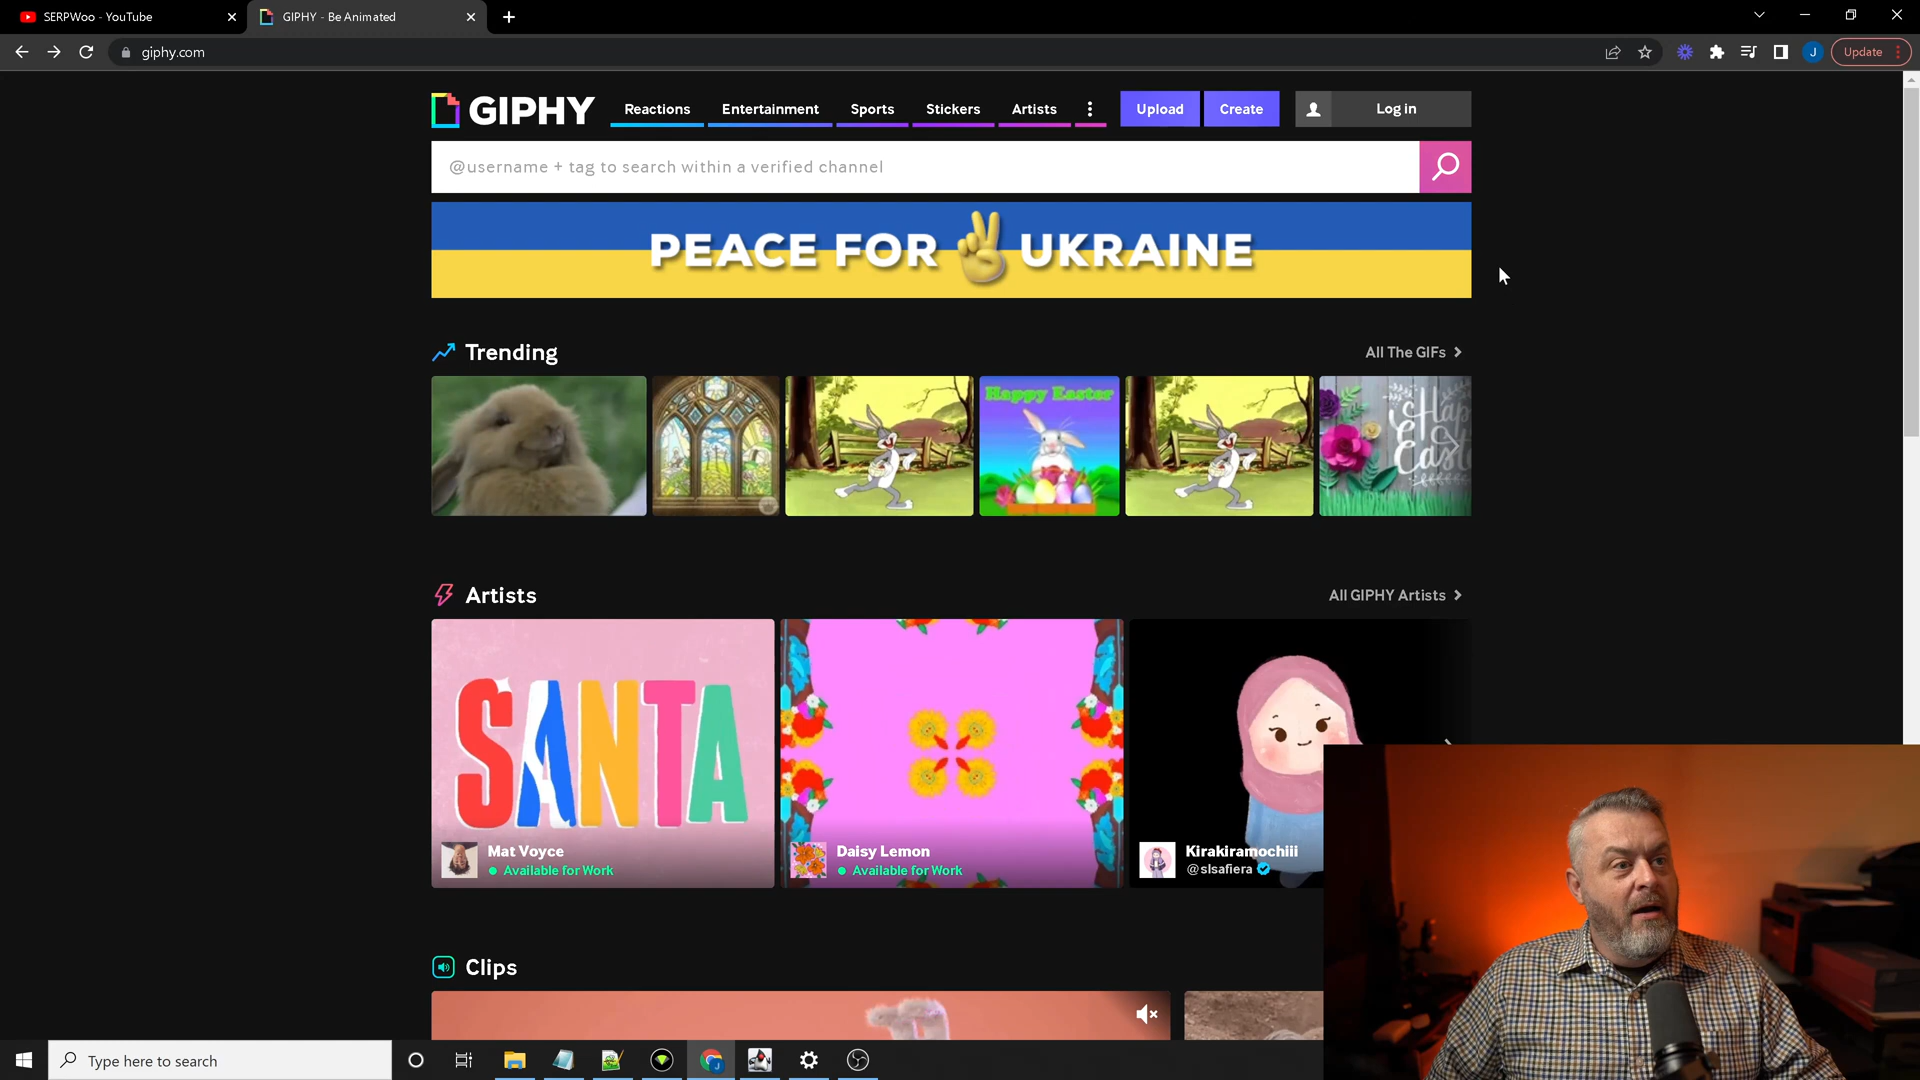 SERPWoo - YouTube
GIPHY - Be Animated
giphy.com
J
Update
GIPHY
Reactions
Entertainment
Sports
Stickers
Artists
Upload
Create
Log in
@username + tag to search within a verified channel
PEACE FOR ✌ UKRAINE
Trending
All The GIFs
Happy Easter
Artists
All GIPHY Artists
SANTA
Mat Voyce
Available for Work
Daisy Lemon
Available for Work
Kirakiramochiii
@slsafiera
Clips
Type here to search